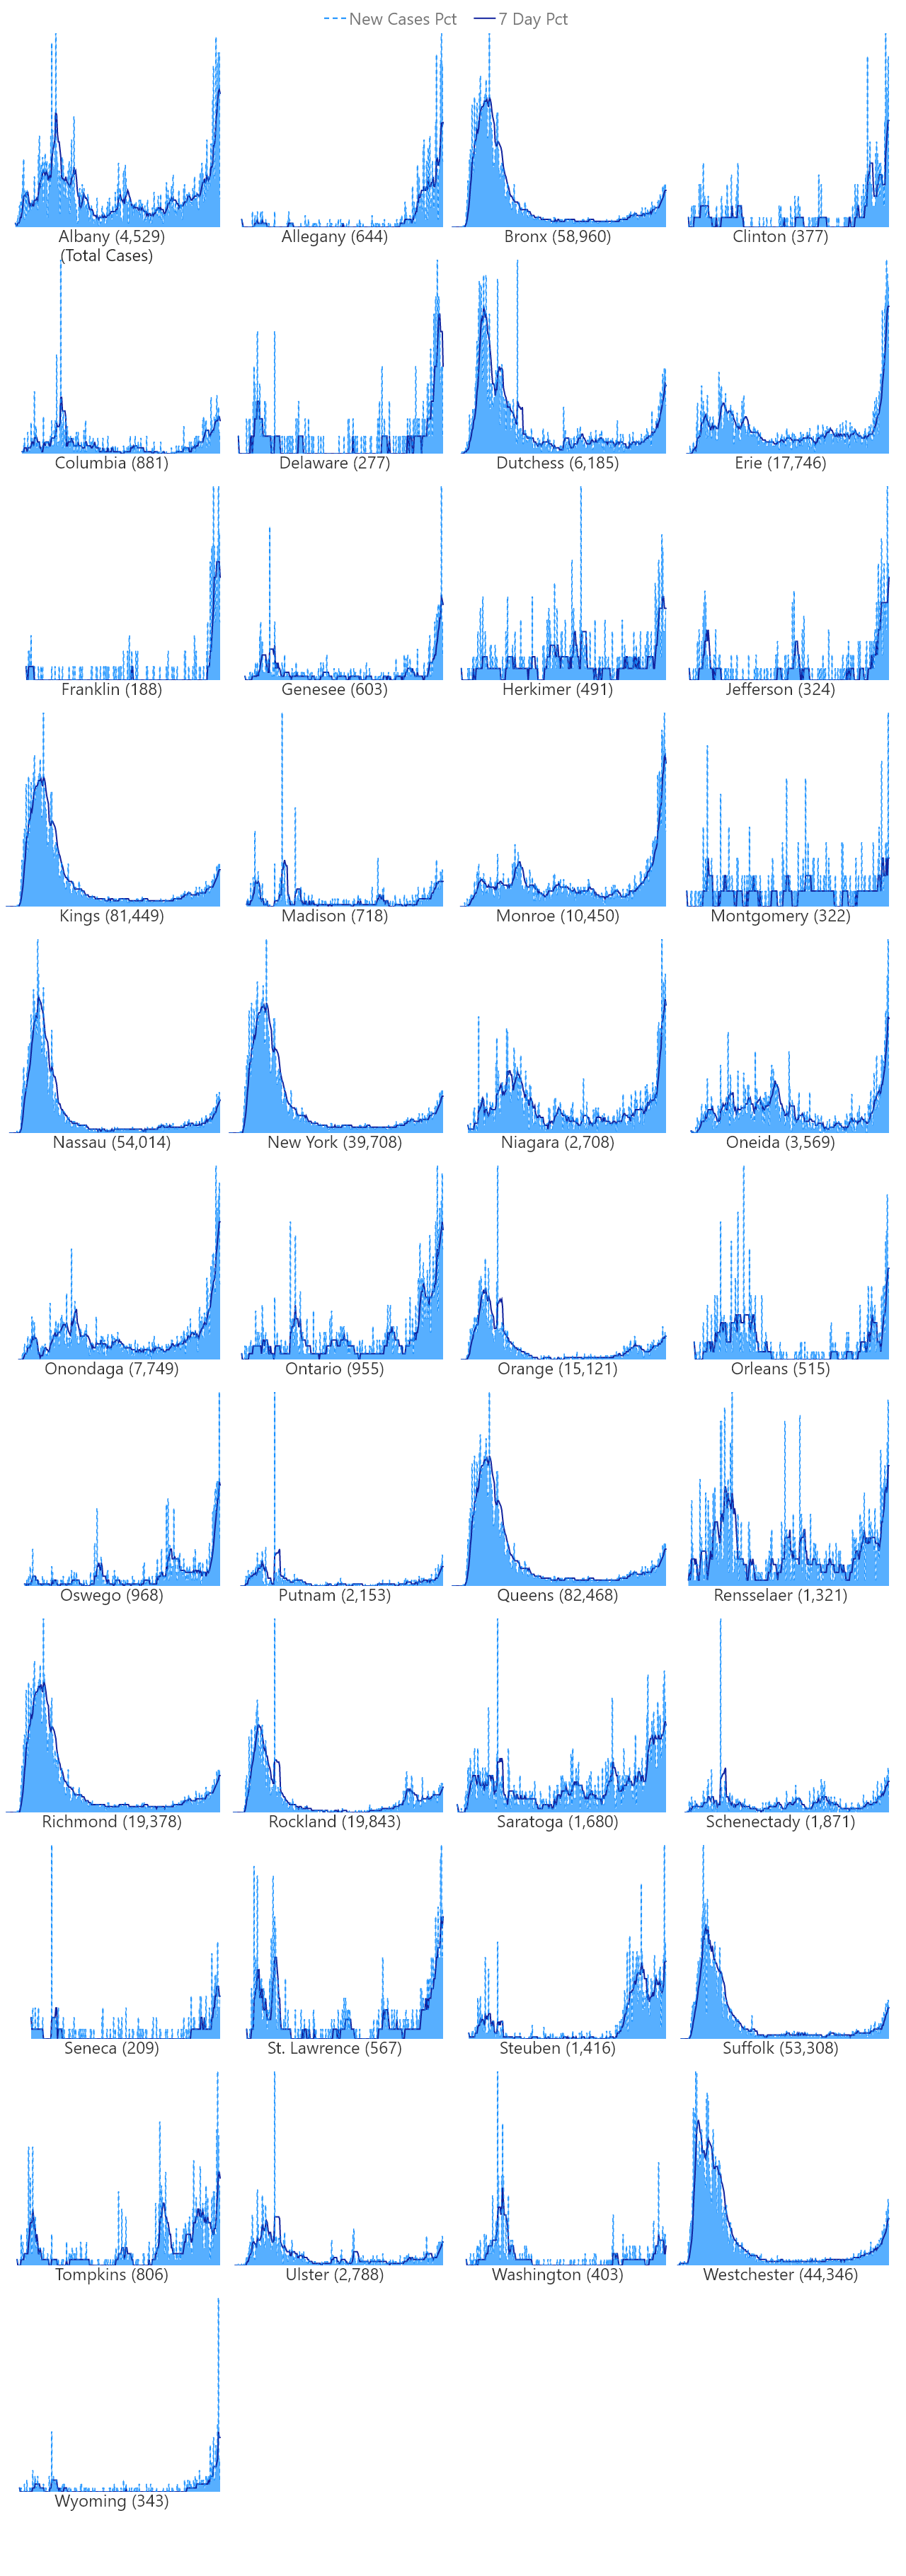 New Cases Pct 7 Day Pct
Albany (4,529) Allegany (644) Bronx (58,960) Clinton (377)
(Total Cases)
Columbia (881) Delaware (277) Dutchess (6,185) Erie (17,746)
Franklin (188) Genesee (603) Herkimer (491) Jefferson (324)
Kings (81,449) Madison (718) Monroe (10,450) Montgomery (322)
Nassau (54,014) New York (39,708) Niagara (2,708) Oneida (3,569)
Onondaga (7,749) Ontario (955) Orange (15,121) Orleans (515)
Oswego (968) Putnam (2,153) Queens (82,468) Rensselaer (1,321)
Richmond (19,378) Rockland (19,843) Saratoga (1,680) Schenectady (1,871)
Seneca (209) St. Lawrence (567) Steuben (1,416) Suffolk (53,308)
Tompkins (806) Ulster (2,788) Washington (403) Westchester (44,346)
Wyoming (343)